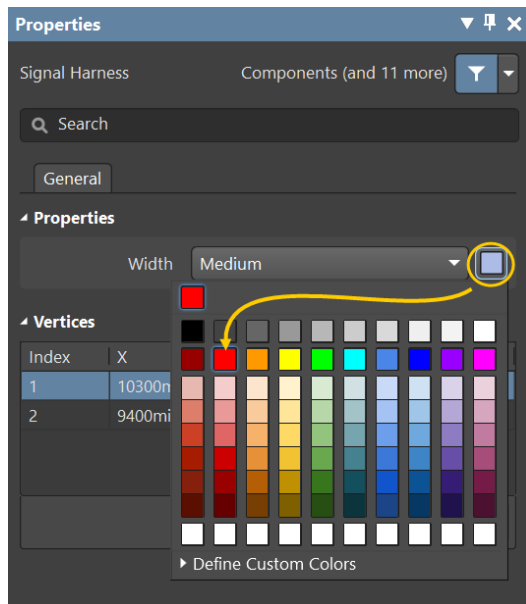 Properties
Signal Harness Components (and 11 more)
Search
General
Properties
Width Medium
Vertices
Index X
1 10300m
2 9400mi
Define Custom Colors